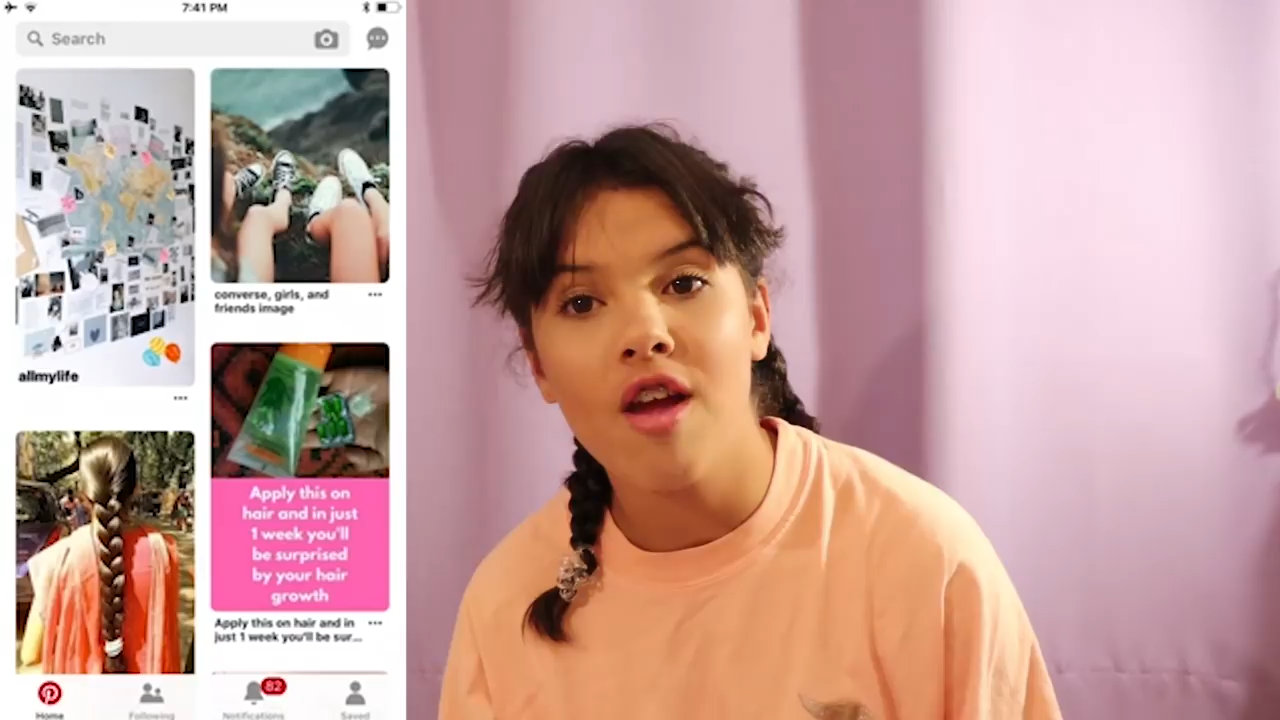 7:41 PM
Search
allmylife
converse, girls, and
friends image
Apply this on
hair and in just
1 week you'll
be surprised
by your hair
growth
Apply this on hair and in
just 1 week you'll be sur...
82
Home
Following
Notifications
Saved